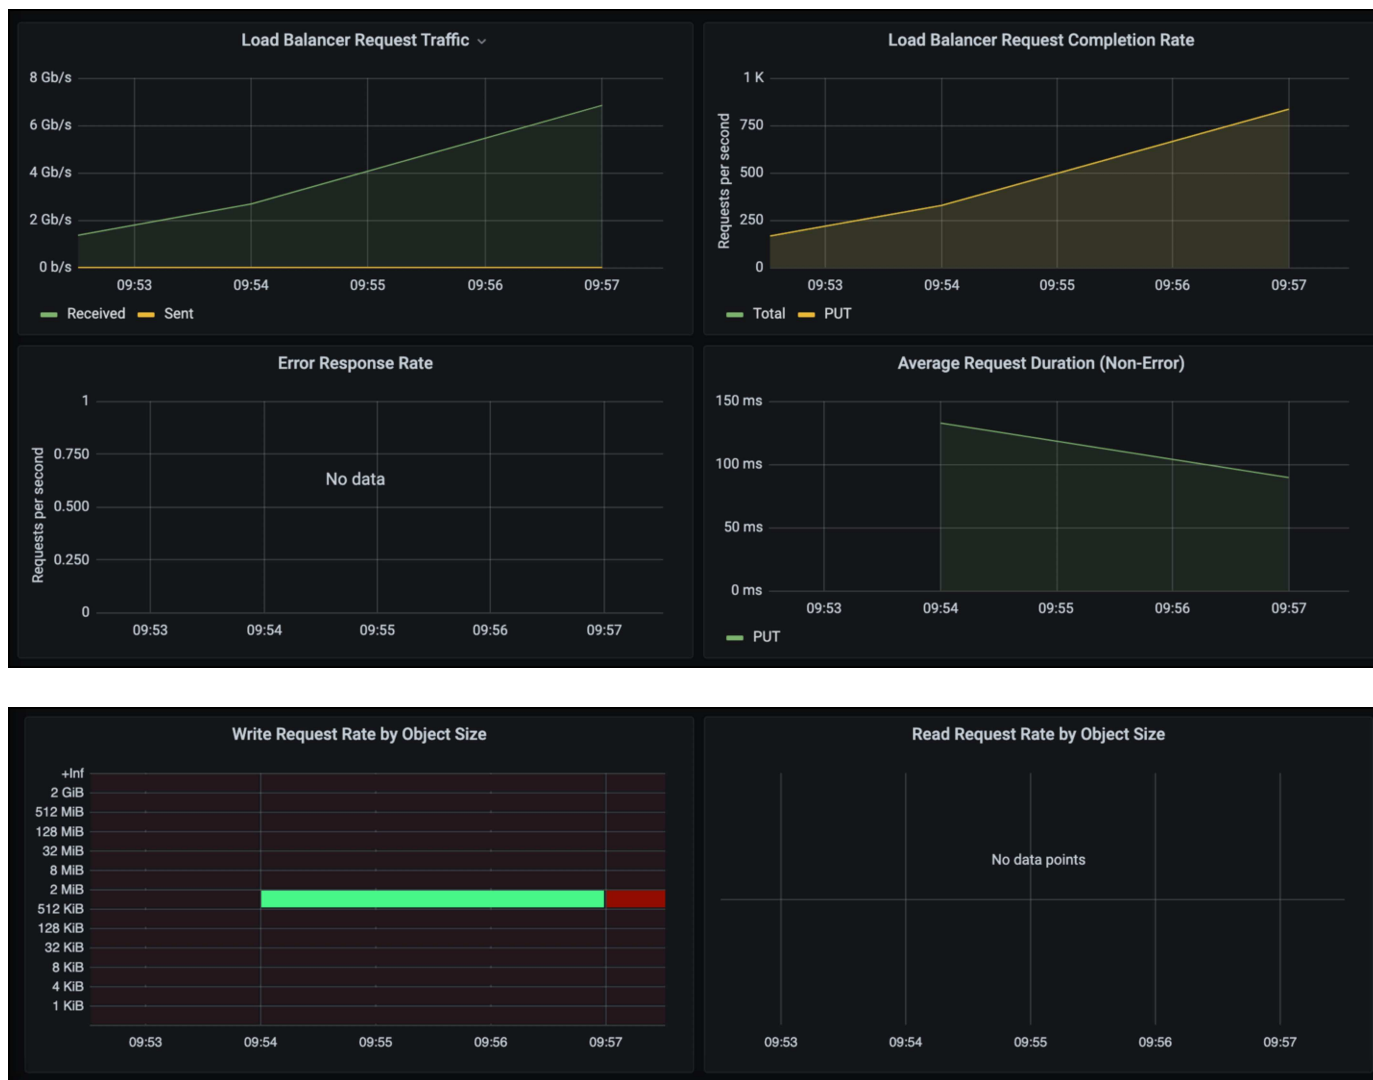 Load Balancer Request Traffic
8 Gb/s
6 Gb/s
4 Gb/s
2 Gb/s
0 b/s
09:53 09:54 09:55 09:56 09:57
Received Sent
Load Balancer Request Completion Rate
Requests per second
1 K
750
500
250
0
09:53 09:54 09:55 09:56 09:57
Total PUT
Error Response Rate
Requests per second
1
0.750
0.500
0.250
0
No data
09:53 09:54 09:55 09:56 09:57
Average Request Duration (Non-Error)
150 ms
100 ms
50 ms
0 ms
09:53 09:54 09:55 09:56 09:57
PUT
Write Request Rate by Object Size
+Inf
2 GiB
512 MiB
128 MiB
32 MiB
8 MiB
2 MiB
512 KiB
128 KiB
32 KiB
8 KiB
4 KiB
1 KiB
09:53 09:54 09:55 09:56 09:57
Read Request Rate by Object Size
No data points
09:53 09:54 09:55 09:56 09:57